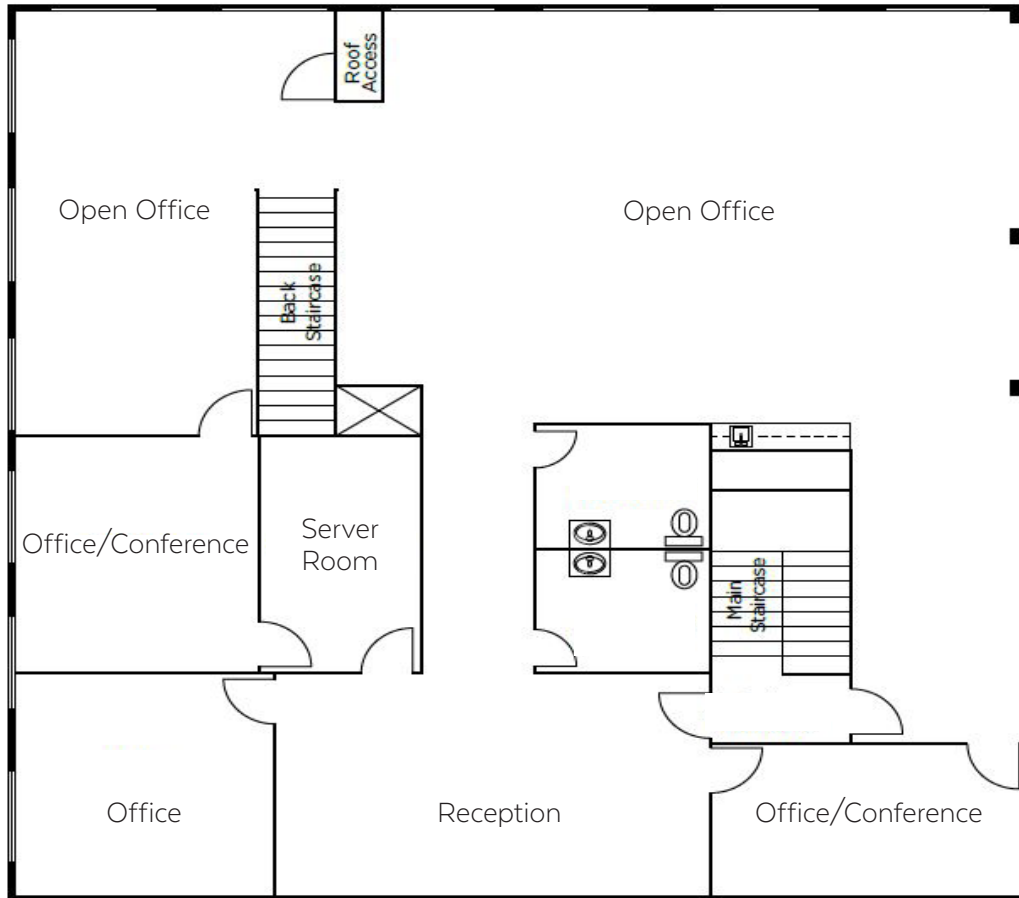 Roof
Access
Open Office
Open Office
Back
Staircase
Office/Conference
Server
Room
Main
Staircase
Office
Reception
Office/Conference